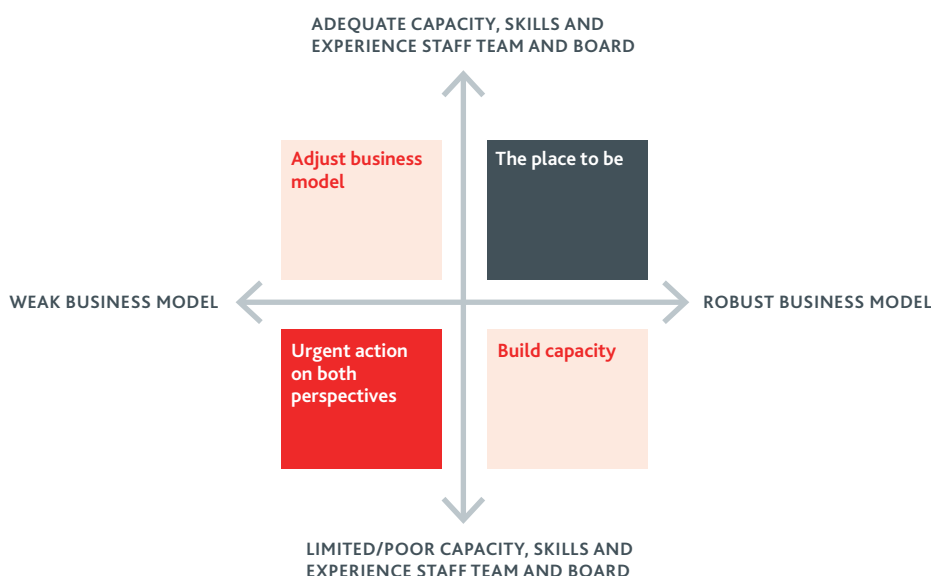 ADEQUATE CAPACITY, SKILLS AND
EXPERIENCE STAFF TEAM AND BOARD
Adjust business
model
The place to be
WEAK BUSINESS MODEL
ROBUST BUSINESS MODEL
Urgent action
on both
perspectives
Build capacity
LIMITED/POOR CAPACITY, SKILLS AND
EXPERIENCE STAFF TEAM AND BOARD